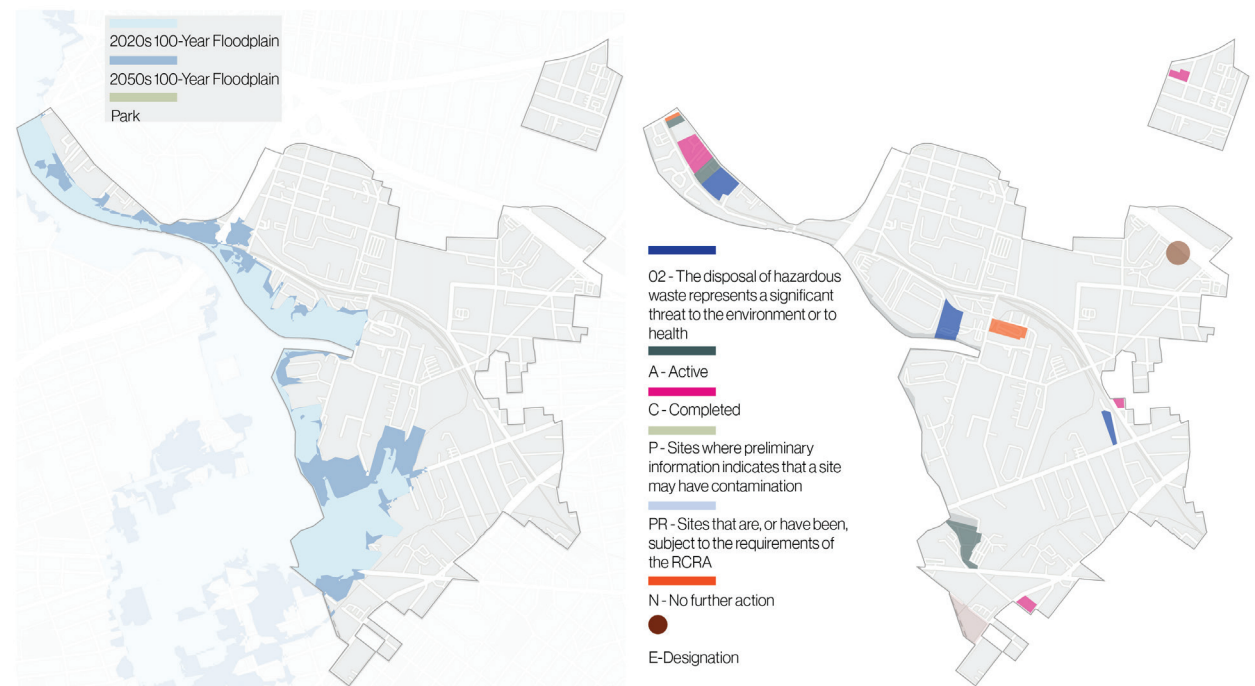 2020s 100-Year Floodplain
2050s 100-Year Floodplain
Park
02 - The disposal of hazardous
waste represents a significant
threat to the environment or to
health
A - Active
C - Completed
P - Sites where preliminary
information indicates that a site
may have contamination
PR - Sites that are, or have been,
subject to the requirements of
the RCRA
N - No further action
E-Designation